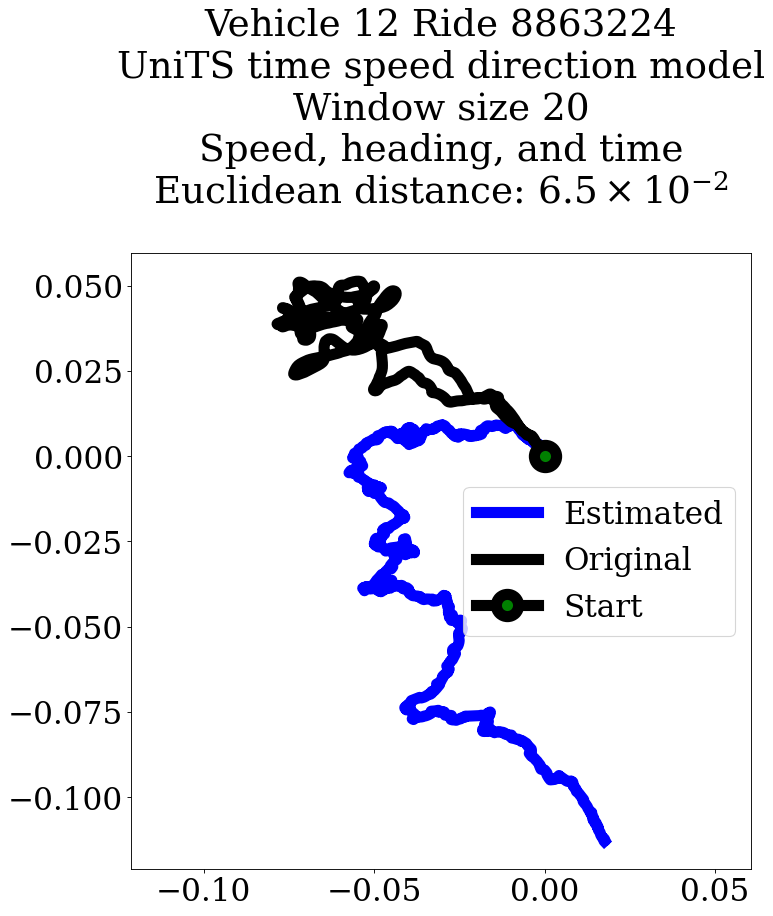 Vehicle 12 Ride 8863224
UniTS time speed direction model
Window size 20
Speed, heading, and time
Euclidean distance: 6.5 × 10⁻²
0.050
0.025
0.000
−0.025
−0.050
−0.075
−0.100
Estimated
Original
Start
−0.10
−0.05
0.00
0.05